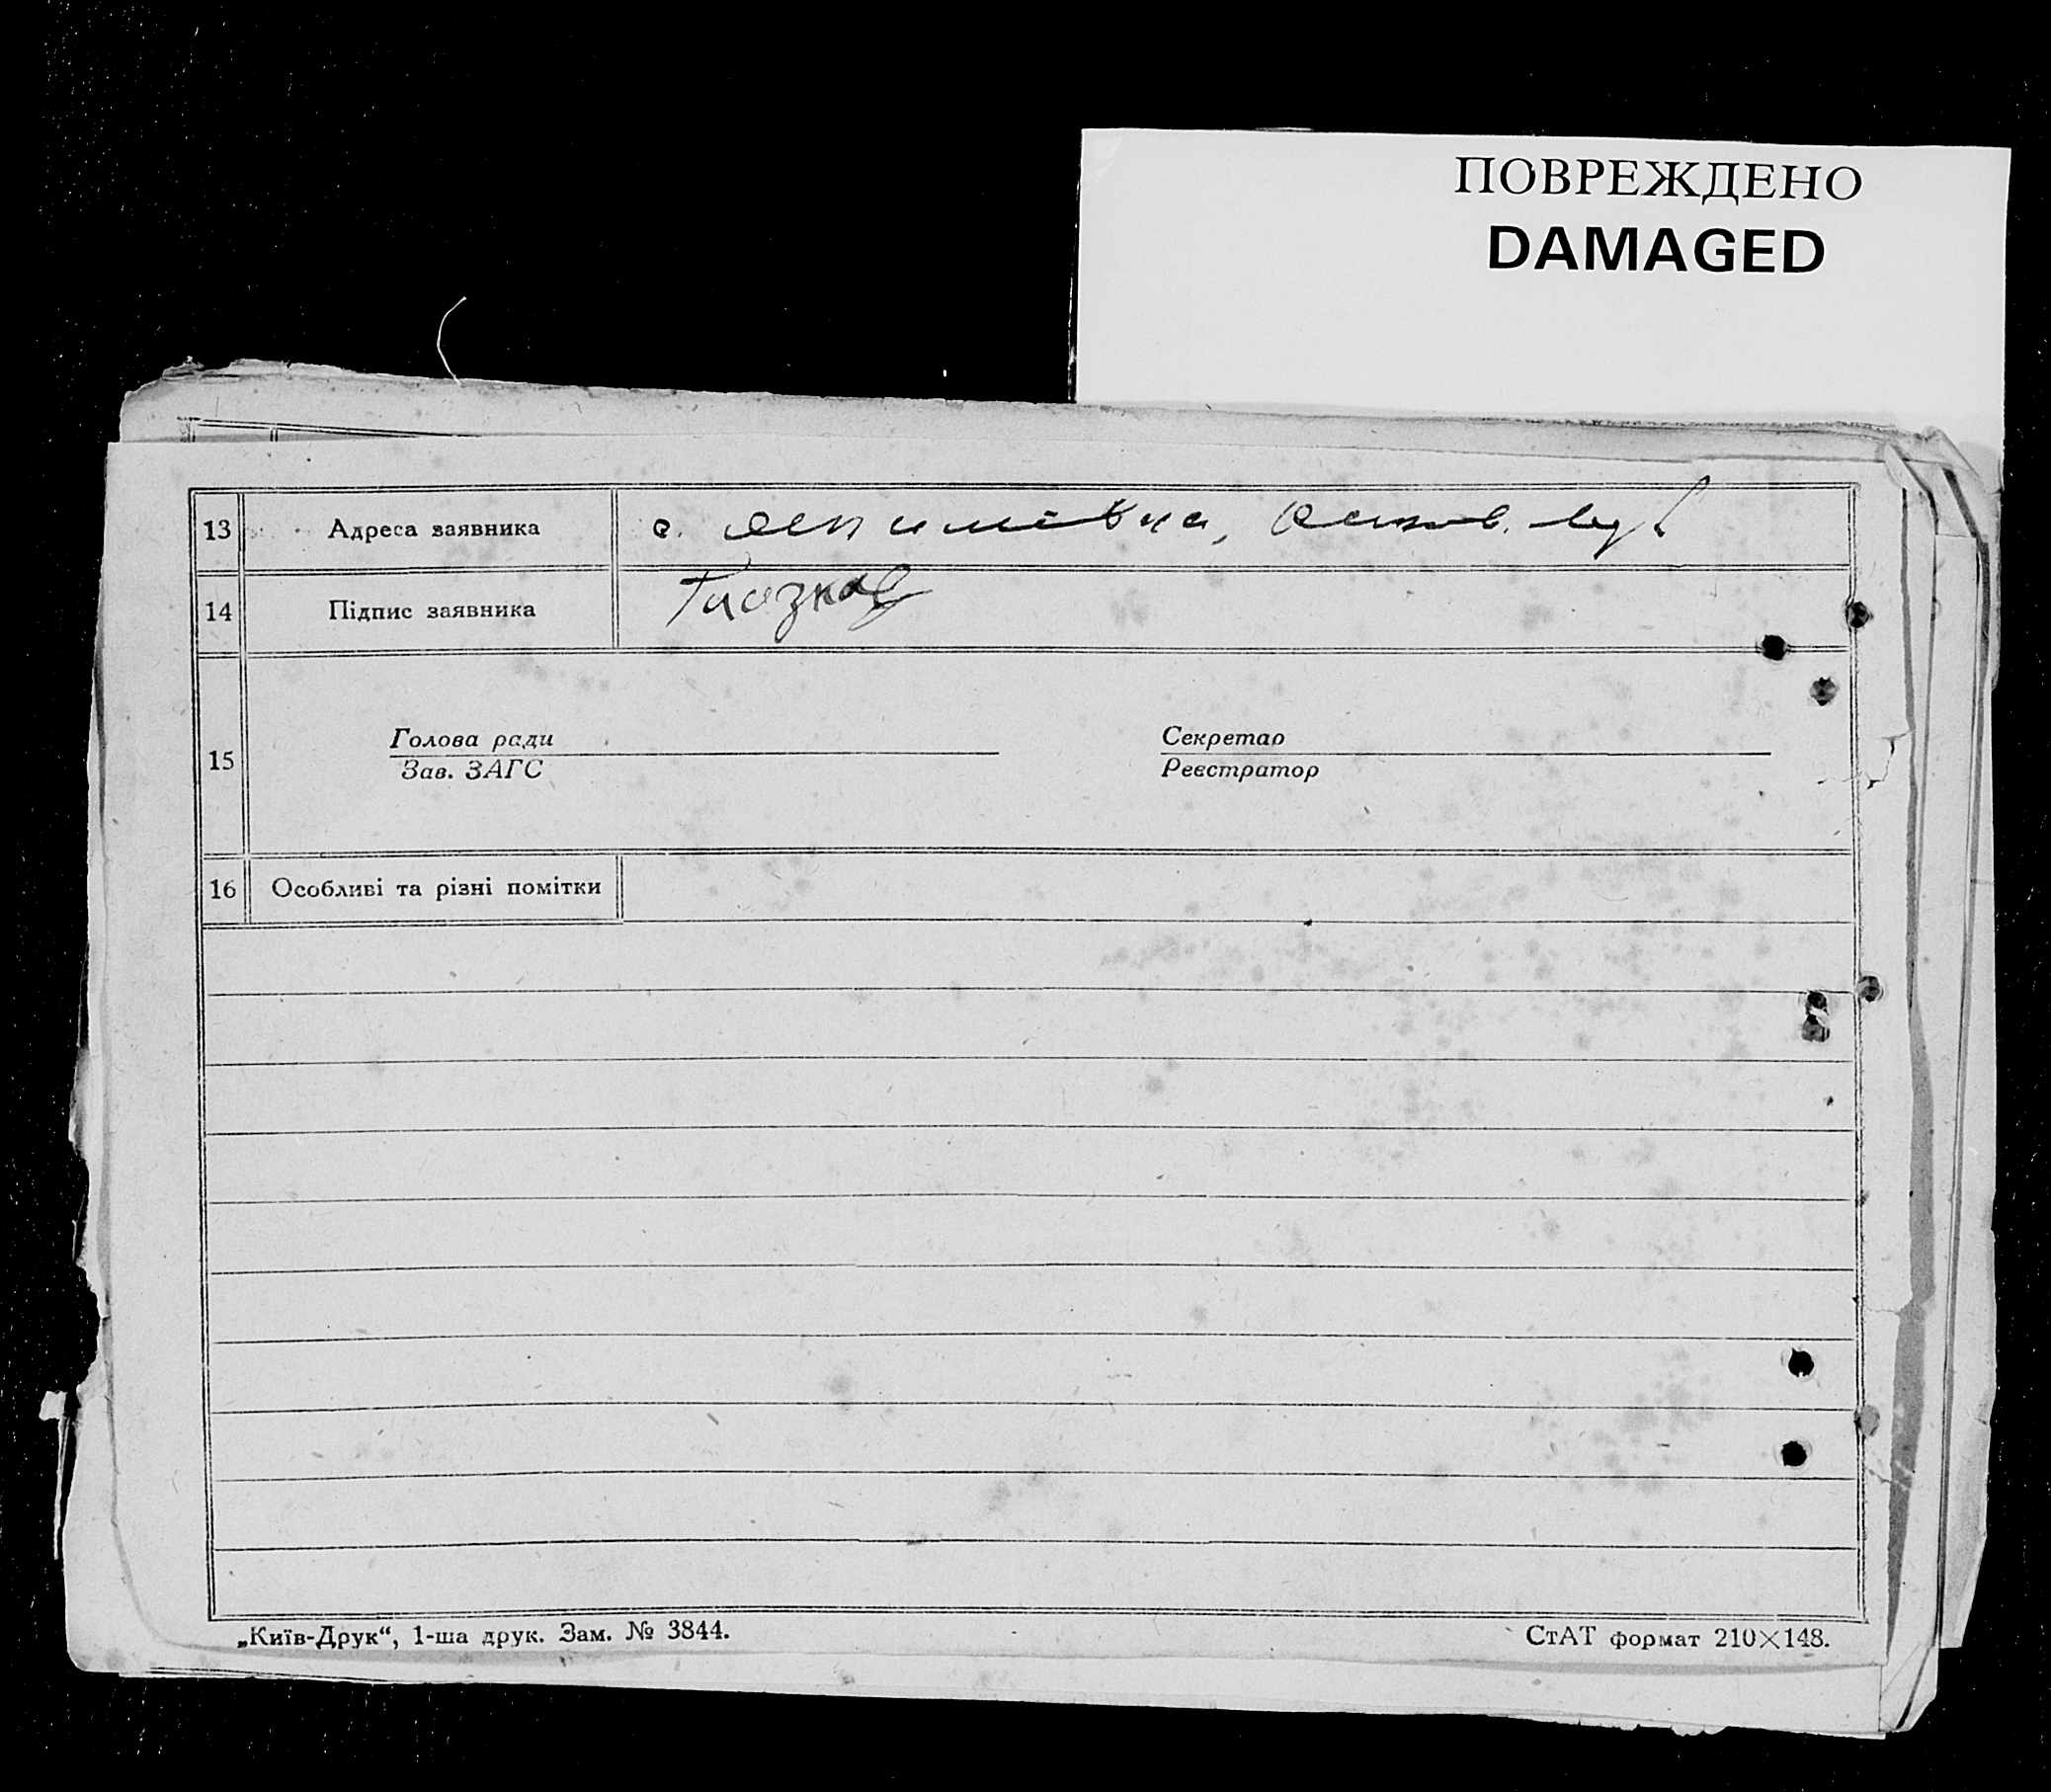 ПОВРЕЖДЕНО
DAMAGED
13 Адреса заявника с.
14 Підпис заявника
15
Голова ради Секретар
Зав. ЗАГС Реєстратор
16 Особливі та різні помітки
„Київ-Друк“, 1-ша друк. Зам. № 3844. СтАТ формат 210×148.